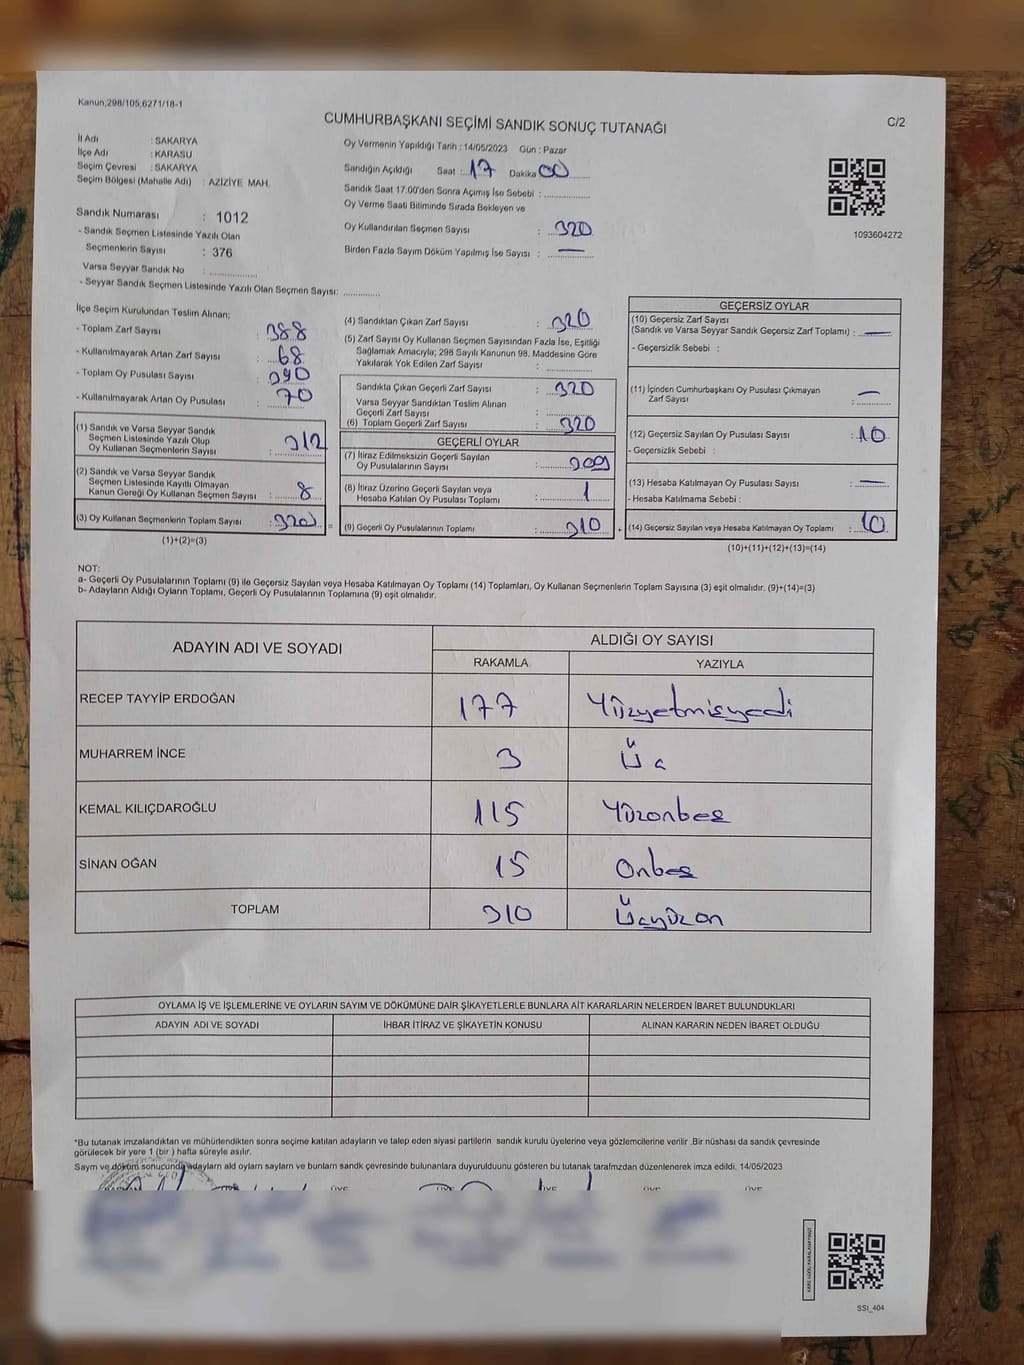 Kanun;298/105,6271/18-1
CUMHURBAŞKANI SEÇİMİ SANDIK SONUÇ TUTANAĞI
C/2
İl Adı : SAKARYA
İlçe Adı : KARASU
Seçim Çevresi : SAKARYA
Seçim Bölgesi (Mahalle Adı) : AZİZİYE MAH.
Sandık Numarası : 1012
- Sandık Seçmen Listesinde Yazılı Olan
Seçmenlerin Sayısı : 376
Varsa Seyyar Sandık No :
- Seyyar Sandık Seçmen Listesinde Yazılı Olan Seçmen Sayısı:
Oy Vermenin Yapıldığı Tarih : 14/05/2023 Gün : Pazar
Sandığın Açıldığı Saat : 17 Dakika 00
Sandık Saat 17:00'den Sonra Açımış İse Sebebi :
Oy Verme Saati Bitiminde Sırada Bekleyen ve
Oy Kullandırılan Seçmen Sayısı : 320
Birden Fazla Sayım Döküm Yapılmış İse Sayısı : —
1093604272
İlçe Seçim Kurulundan Teslim Alınan;
- Toplam Zarf Sayısı : 388
- Kullanılmayarak Artan Zarf Sayısı : 68
- Toplam Oy Pusulası Sayısı : 390
- Kullanılmayarak Artan Oy Pusulası : 70
(1) Sandık ve Varsa Seyyar Sandık
Seçmen Listesinde Yazılı Olup
Oy Kullanan Seçmenlerin Sayısı : 312
(2) Sandık ve Varsa Seyyar Sandık
Seçmen Listesinde Kayıtlı Olmayan
Kanun Gereği Oy Kullanan Seçmen Sayısı : 8
(3) Oy Kullanan Seçmenlerin Toplam Sayısı : 320 =
(1)+(2)=(3)
(4) Sandıktan Çıkan Zarf Sayısı : 320
(5) Zarf Sayısı Oy Kullanan Seçmen Sayısından Fazla İse, Eşitliği
Sağlamak Amacıyla; 298 Sayılı Kanunun 98. Maddesine Göre
Yakılarak Yok Edilen Zarf Sayısı :
Sandıkta Çıkan Geçerli Zarf Sayısı : 320
Varsa Seyyar Sandıktan Teslim Alınan
Geçerli Zarf Sayısı :
(6) Toplam Geçerli Zarf Sayısı : 320
GEÇERLİ OYLAR
(7) İtiraz Edilmeksizin Geçerli Sayılan
Oy Pusulalarının Sayısı : 309
(8) İtiraz Üzerine Geçerli Sayılan veya
Hesaba Katılan Oy Pusulası Toplamı : 1
(9) Geçerli Oy Pusulalarının Toplamı : 310 +
GEÇERSİZ OYLAR
(10) Geçersiz Zarf Sayısı
(Sandık ve Varsa Seyyar Sandık Geçersiz Zarf Toplamı) : —
- Geçersizlik Sebebi :
(11) İçinden Cumhurbaşkanı Oy Pusulası Çıkmayan
Zarf Sayısı : —
(12) Geçersiz Sayılan Oy Pusulası Sayısı : 10
- Geçersizlik Sebebi :
(13) Hesaba Katılmayan Oy Pusulası Sayısı : —
- Hesaba Katılmama Sebebi :
(14) Geçersiz Sayılan veya Hesaba Katılmayan Oy Toplamı : 10
(10)+(11)+(12)+(13)=(14)
NOT:
a- Geçerli Oy Pusulalarının Toplamı (9) ile Geçersiz Sayılan veya Hesaba Katılmayan Oy Toplamı (14) Toplamları, Oy Kullanan Seçmenlerin Toplam Sayısına (3) eşit olmalıdır. (9)+(14)=(3)
b- Adayların Aldığı Oyların Toplamı, Geçerli Oy Pusulalarının Toplamına (9) eşit olmalıdır.
ADAYIN ADI VE SOYADI ALDIĞI OY SAYISI
RAKAMLA YAZIYLA
RECEP TAYYİP ERDOĞAN 177 Yüzyetmişyedi
MUHARREM İNCE 3 Üç
KEMAL KILIÇDAROĞLU 115 Yüzonbeş
SİNAN OĞAN 15 Onbeş
TOPLAM 310 Üçyüzon
OYLAMA İŞ VE İŞLEMLERİNE VE OYLARIN SAYIM VE DÖKÜMÜNE DAİR ŞİKAYETLERLE BUNLARA AİT KARARLARIN NELERDEN İBARET BULUNDUKLARI
ADAYIN ADI VE SOYADI İHBAR İTİRAZ VE ŞİKAYETİN KONUSU ALINAN KARARIN NEDEN İBARET OLDUĞU
*Bu tutanak imzalandıktan ve mühürlendikten sonra seçime katılan adayların ve talep eden siyasi partilerin sandık kurulu üyelerine veya gözlemcilerine verilir .Bir nüshası da sandık çevresinde
görülecek bir yere 1 (bir ) hafta süreyle asılır.
Sayım ve döküm sonucunda adayların ald oyların sayıları ve bunların sandk çevresinde bulunanlara duyurulduunu gösteren bu tutanak tarafmzdan düzenlenerek imza edildi. 14/05/2023
SSI_404